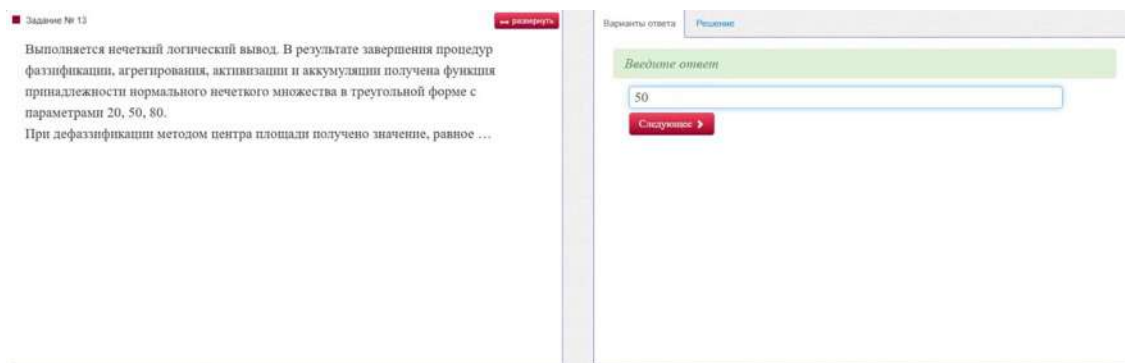 Задание № 13
развернуть
Выполняется нечеткий логический вывод. В результате завершения процедур
фаззификации, агрегирования, активизации и аккумуляции получена функция
принадлежности нормального нечеткого множества в треугольной форме с
параметрами 20, 50, 80.
При дефаззификации методом центра площади получено значение, равное …
Варианты ответа
Решение
Введите ответ
50
Следующее